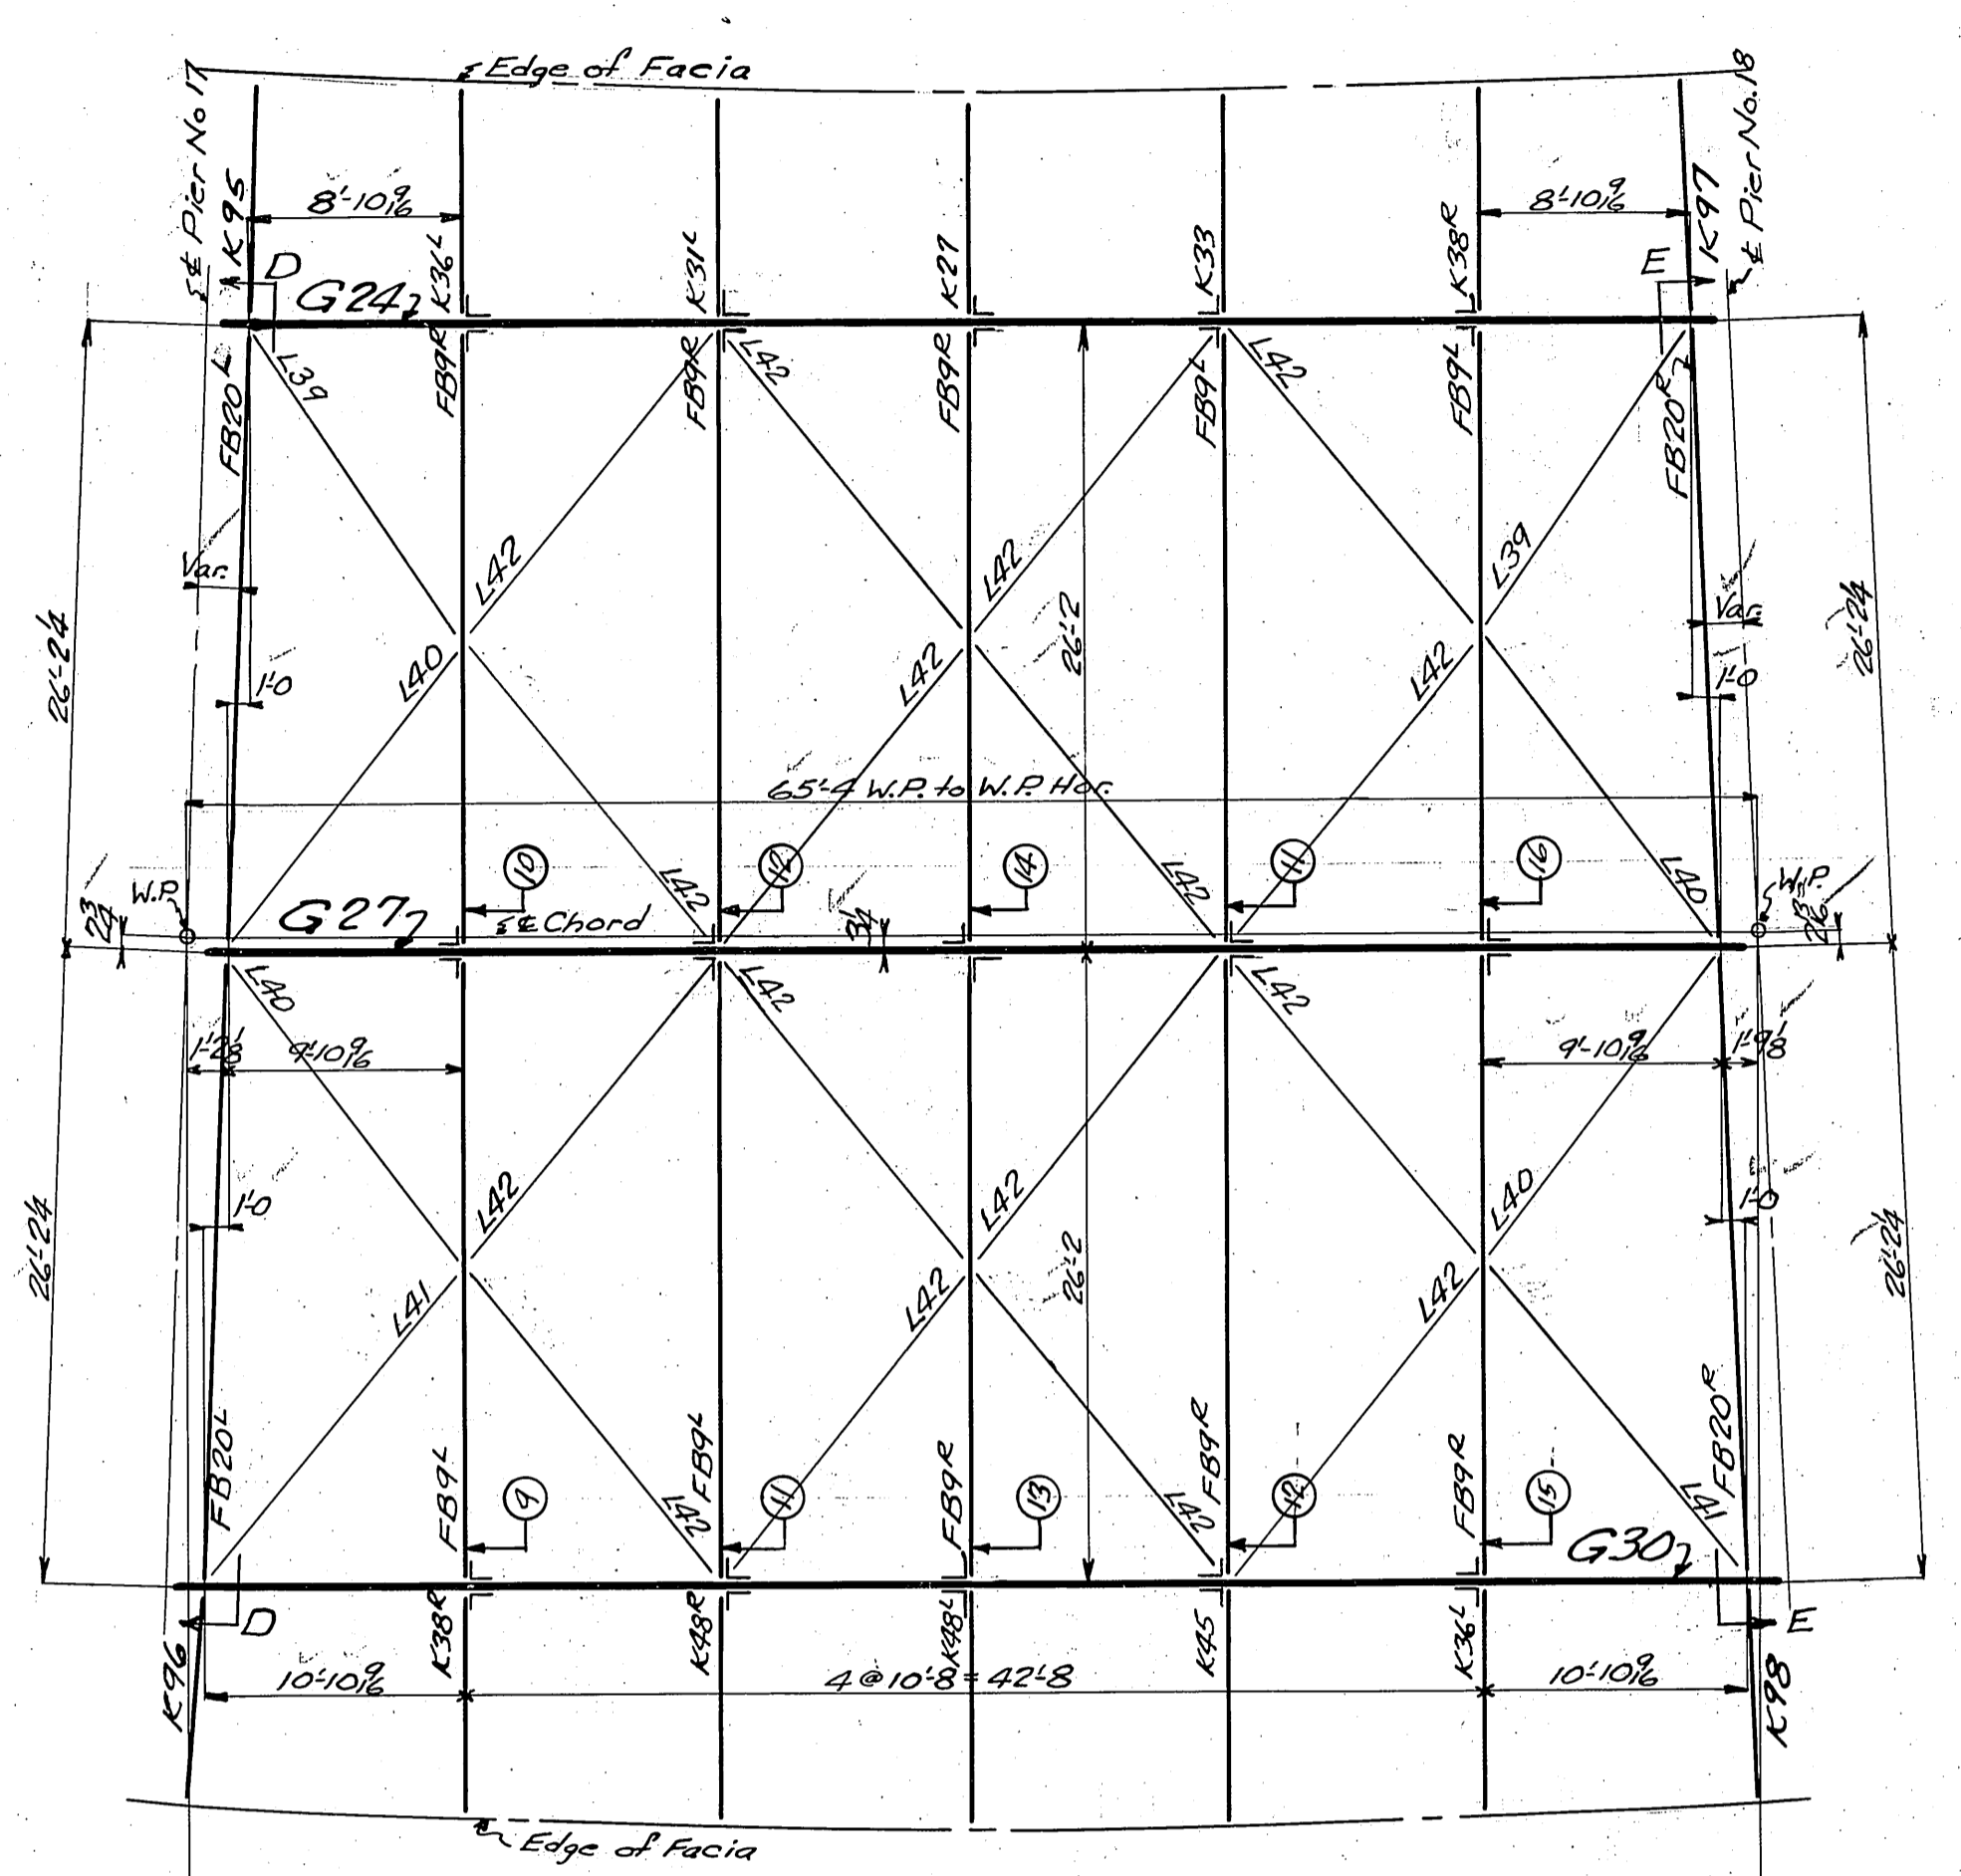 Edge of Facia
℄ Pier No 17
℄ Pier No. 18
K95
K97
8'-10 9/16
8'-10 9/16
D
E
G24
K36L
K31L
K27
K33
K38R
FB20L
L39
FB9R
FB9R
L42
FB9R
FB9L
L42
FB9L
FB20R
L42
L42
L39
Var.
Var.
26'-2 1/4
26'-2
26'-2 1/4
L40
L42
L42
1'-0
1'-0
65'-4 W.P. to W.P. Hor.
10
12
14
11
16
W.P.
W.P.
2 3/4
G27
℄ Chord
L42
3 1/4
L42
L40
L40
L42
L42
1'-2 1/8
9'-10 9/16
9'-10 9/16
1'-9 1/8
L42
L42
L40
1'-0
1'-0
26'-2 1/4
26'-2
26'-2 1/4
L41
L42
L42
FB20L
FB9L
FB9L
FB9R
FB9R
FB9R
FB20R
9
L42
11
13
L42
12
15
L41
G30
D
E
K96
K38R
K48R
K48L
K45
K36L
K98
10'-10 9/16
4 @ 10'-8 = 42'-8
10'-10 9/16
Edge of Facia